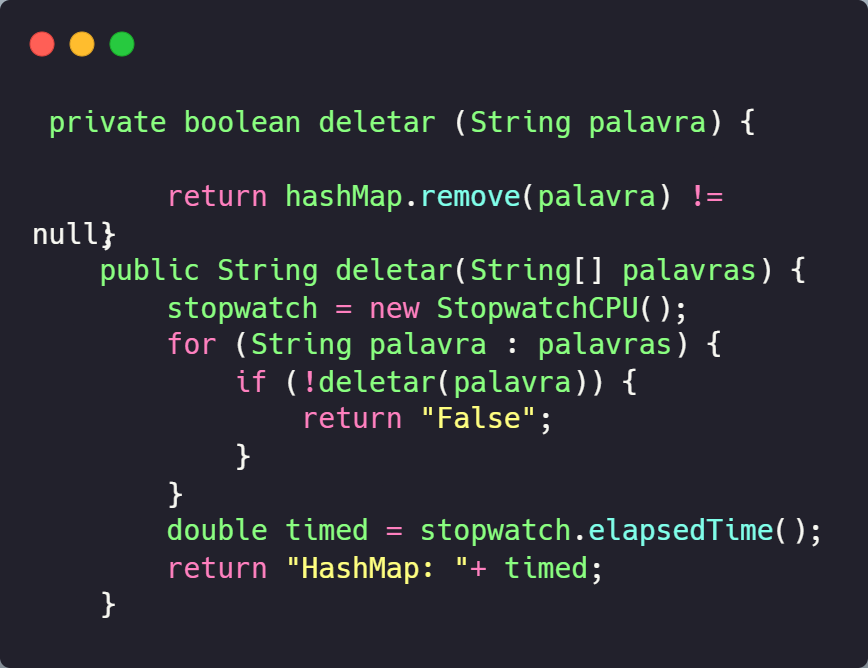 private boolean deletar (String palavra) {
return hashMap.remove(palavra) !=
null;}
public String deletar(String[] palavras) {
stopwatch = new StopwatchCPU();
for (String palavra : palavras) {
if (!deletar(palavra)) {
return "False";
}
}
double timed = stopwatch.elapsedTime();
return "HashMap: "+ timed;
}